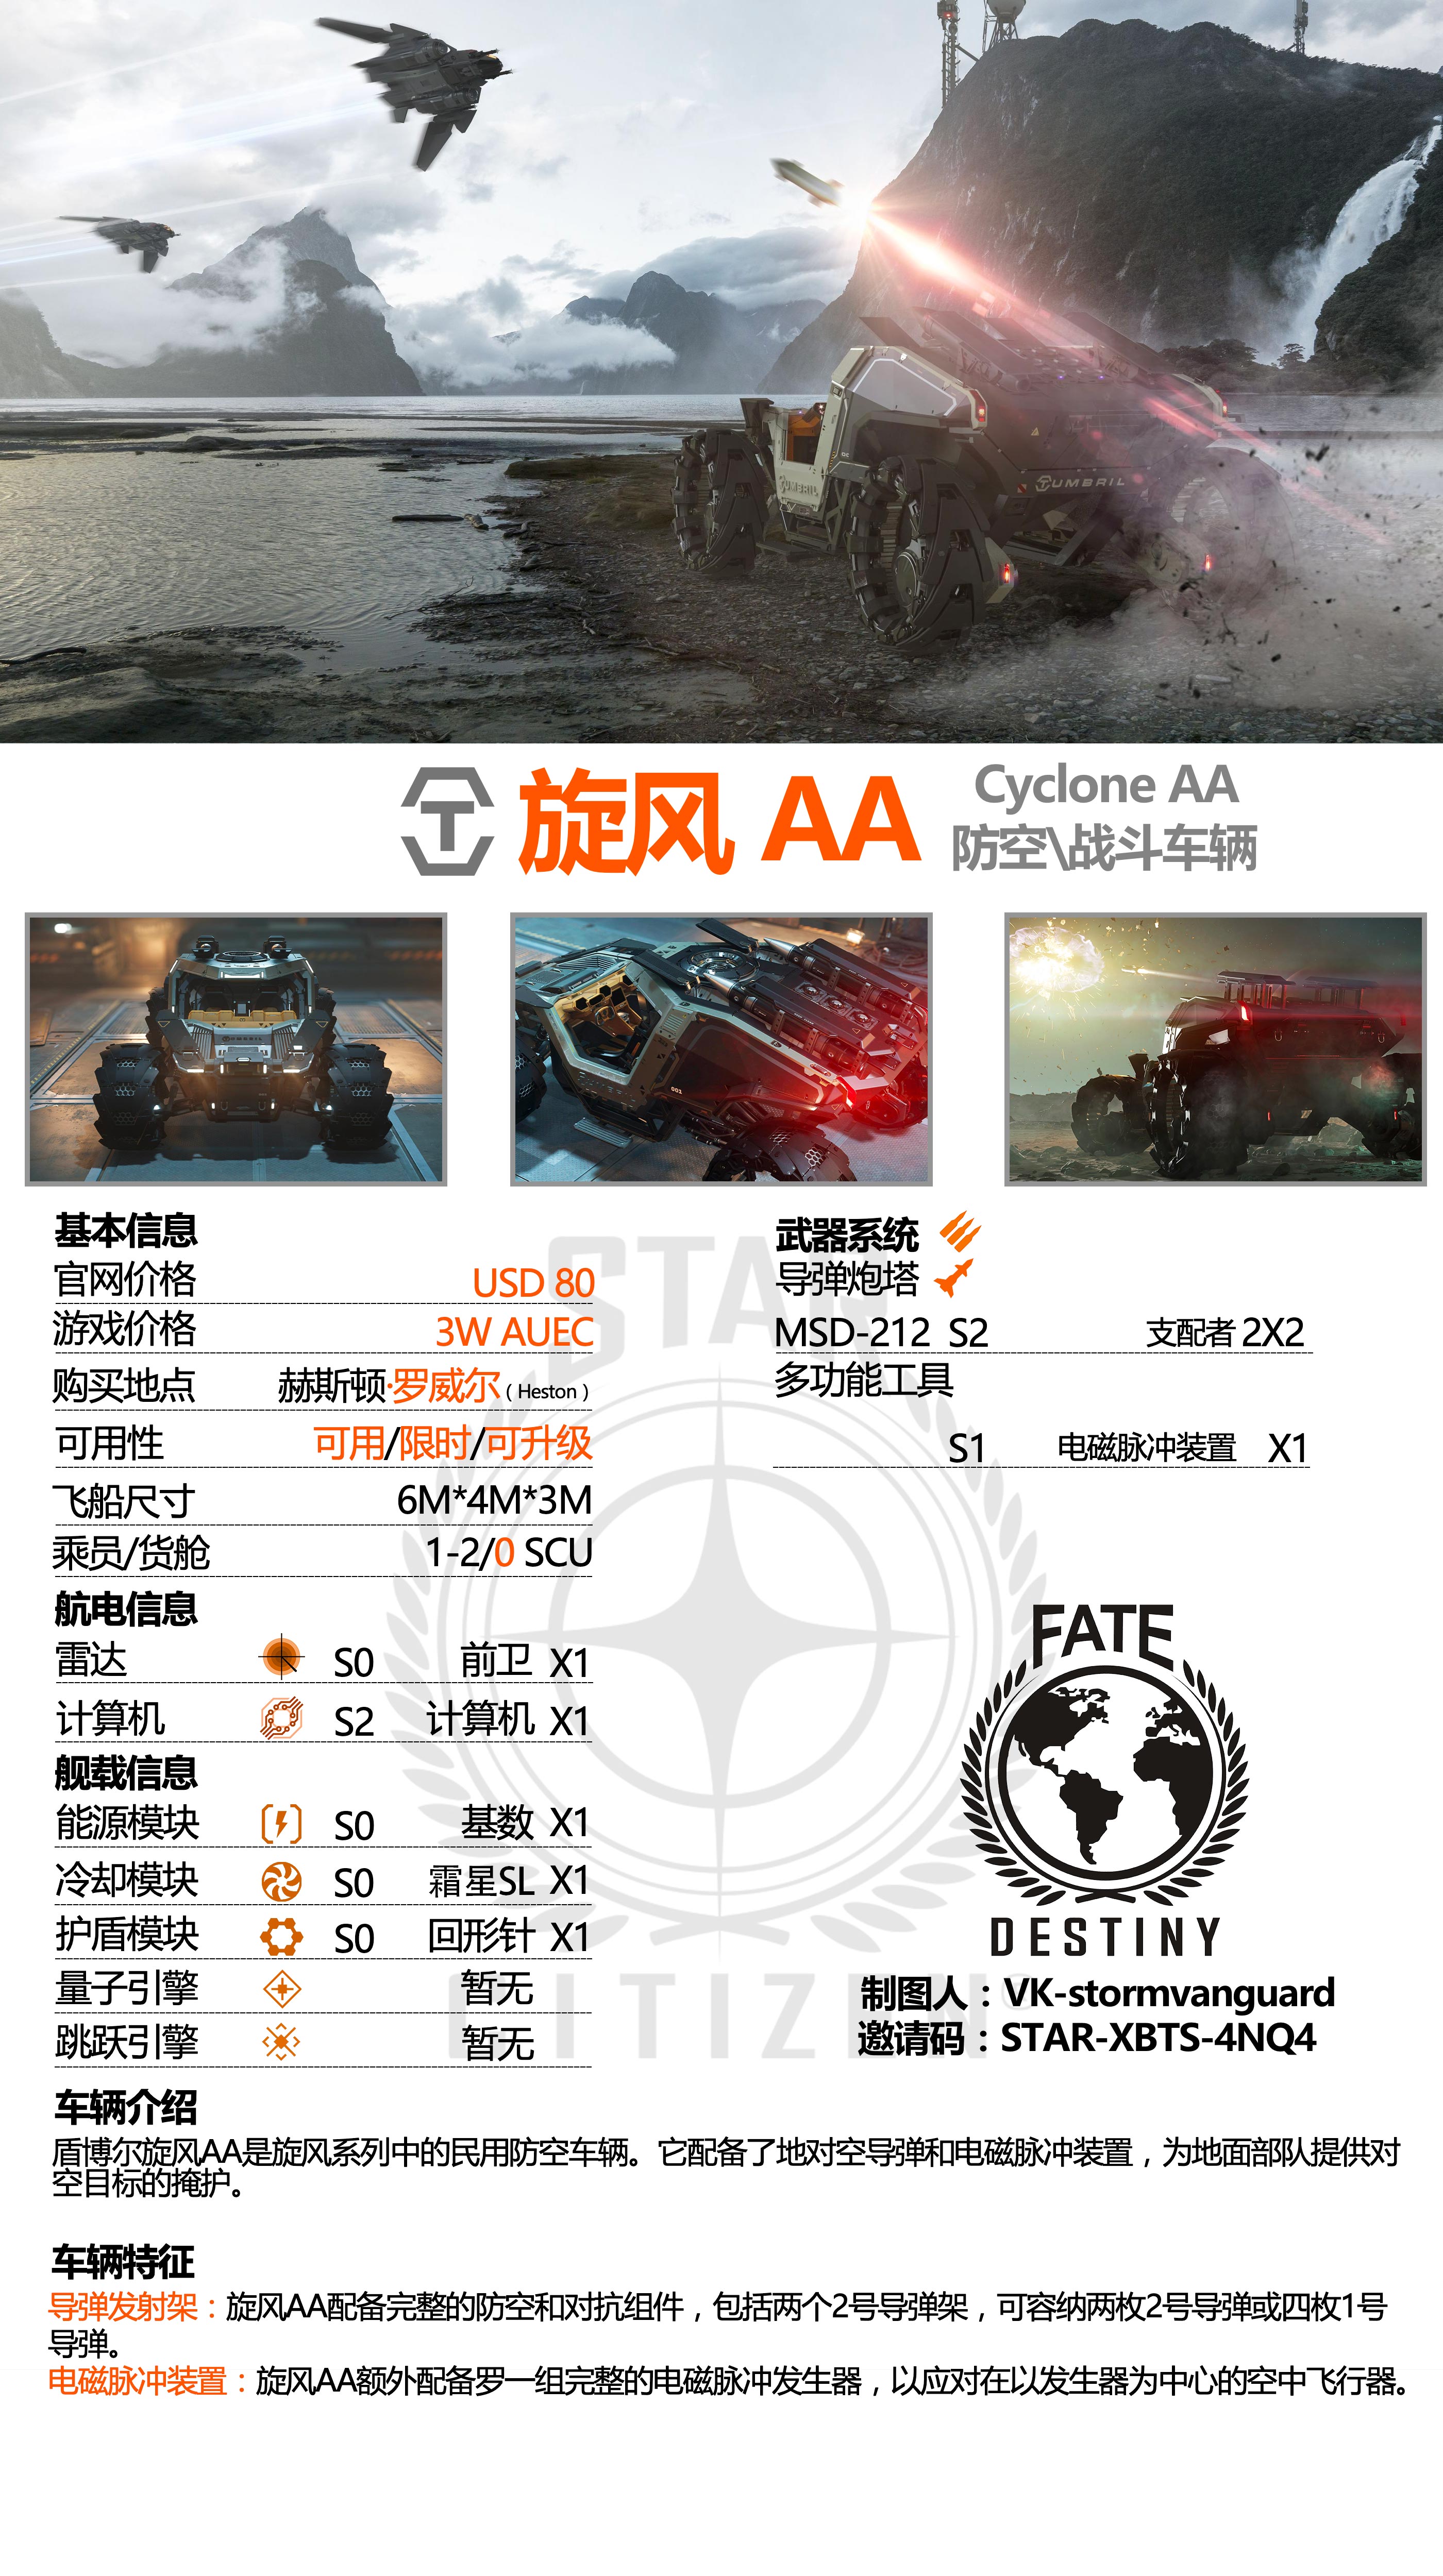 TUMBRIL
TUMBRIL
旋风 AA
Cyclone AA
防空\战斗车辆
TUMBRIL
001
基本信息
官网价格 USD 80
游戏价格 3W AUEC
购买地点 赫斯顿·罗威尔（Heston）
可用性 可用/限时/可升级
飞船尺寸 6M*4M*3M
乘员/货舱 1-2/0 SCU
航电信息
雷达 S0 前卫 X1
计算机 S2 计算机 X1
舰载信息
能源模块 S0 基数 X1
冷却模块 S0 霜星SL X1
护盾模块 S0 回形针 X1
量子引擎 暂无
跳跃引擎 暂无
武器系统
导弹炮塔
MSD-212 S2 支配者 2X2
多功能工具
S1 电磁脉冲装置 X1
STAR
CITIZEN
FATE
DESTINY
制图人：VK-stormvanguard
邀请码：STAR-XBTS-4NQ4
车辆介绍
盾博尔旋风AA是旋风系列中的民用防空车辆。它配备了地对空导弹和电磁脉冲装置，为地面部队提供对
空目标的掩护。
车辆特征
导弹发射架：旋风AA配备完整的防空和对抗组件，包括两个2号导弹架，可容纳两枚2号导弹或四枚1号
导弹。
电磁脉冲装置：旋风AA额外配备罗一组完整的电磁脉冲发生器，以应对在以发生器为中心的空中飞行器。